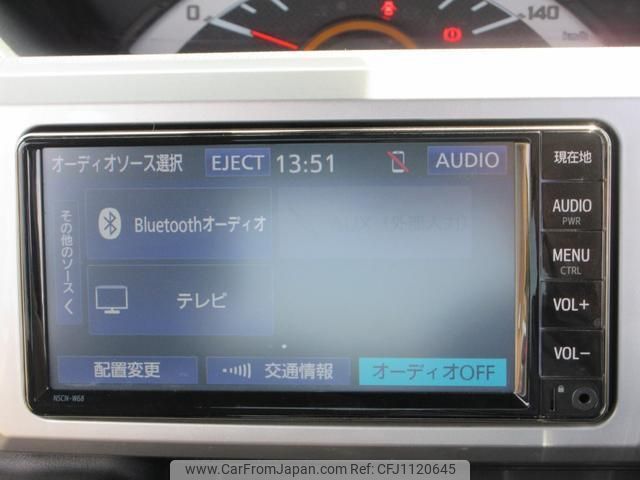 0
140
km/h
オーディオソース選択 EJECT 13:51 AUDIO
その他のソース
Bluetoothオーディオ
AUX（外部入力）
テレビ
配置変更 交通情報 オーディオOFF
NSCN-W68
現在地
AUDIO
PWR
MENU
CTRL
VOL+
VOL−
www.CarFromJapan.com © CFJ1120645